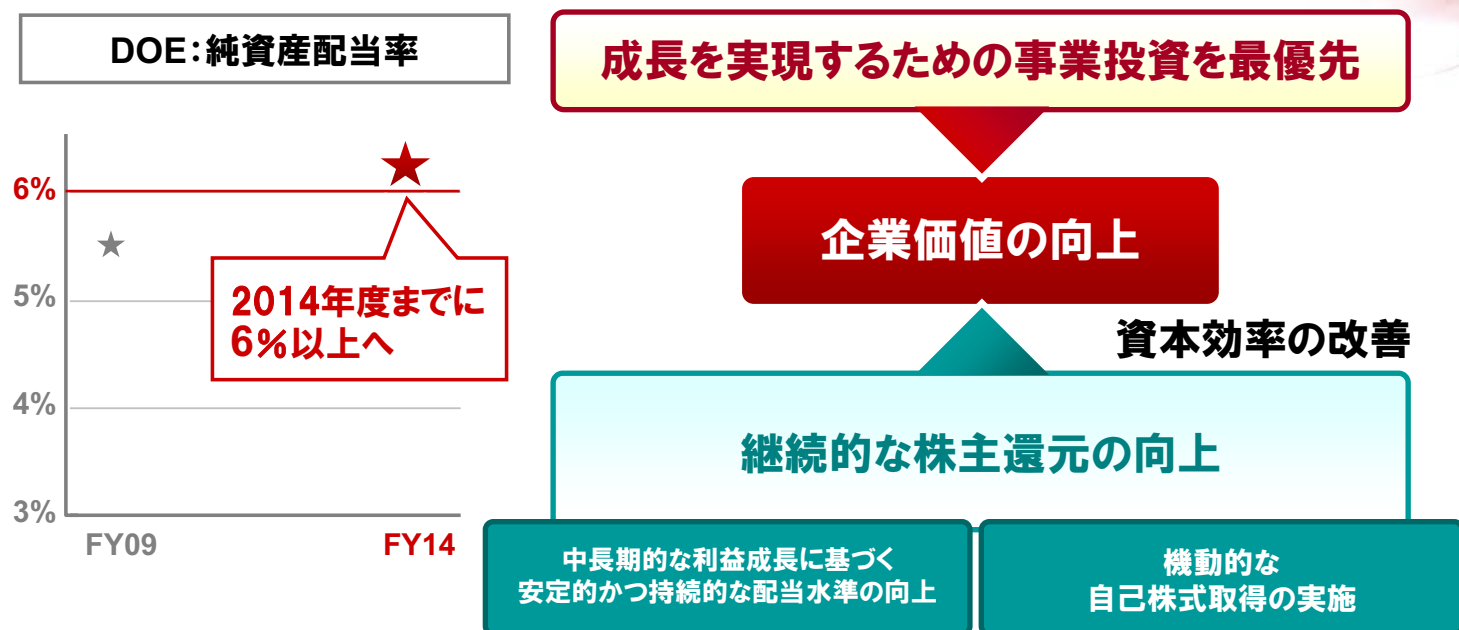 DOE:純資産配当率
成長を実現するための事業投資を最優先
6%
5%
4%
3%
FY09
FY14
2014年度までに
6%以上へ
企業価値の向上
資本効率の改善
継続的な株主還元の向上
中長期的な利益成長に基づく
安定的かつ持続的な配当水準の向上
機動的な
自己株式取得の実施